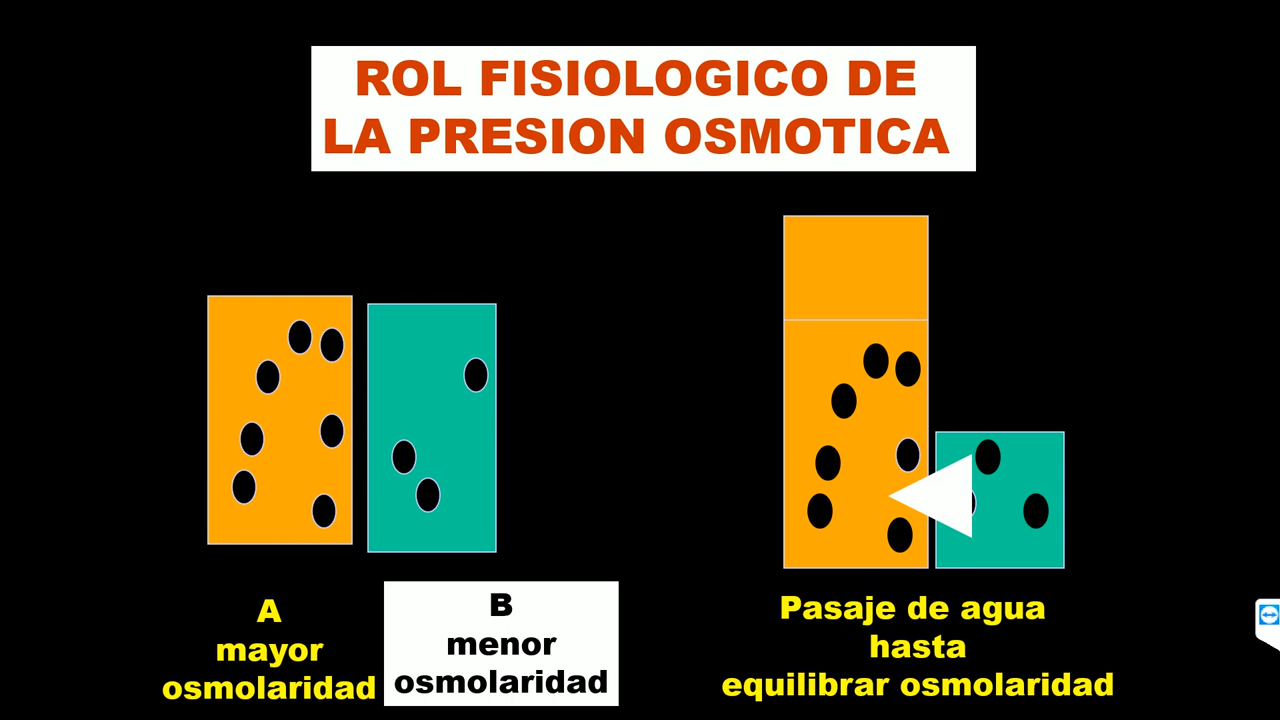 ROL FISIOLOGICO DE
LA PRESION OSMOTICA
A
mayor
osmolaridad
B
menor
osmolaridad
Pasaje de agua
hasta
equilibrar osmolaridad